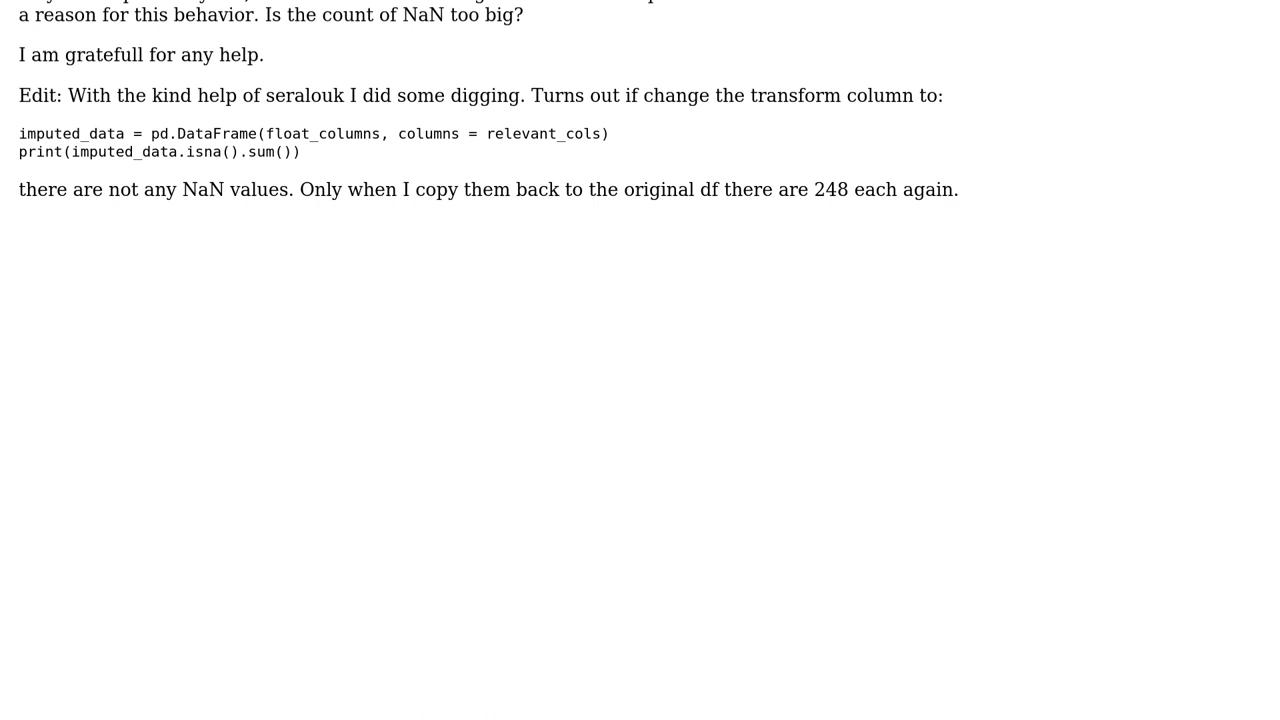 a reason for this behavior. Is the count of NaN too big?
I am gratefull for any help.
Edit: With the kind help of seralouk I did some digging. Turns out if change the transform column to:
imputed_data = pd.DataFrame(float_columns, columns = relevant_cols)
print(imputed_data.isna().sum())
there are not any NaN values. Only when I copy them back to the original df there are 248 each again.